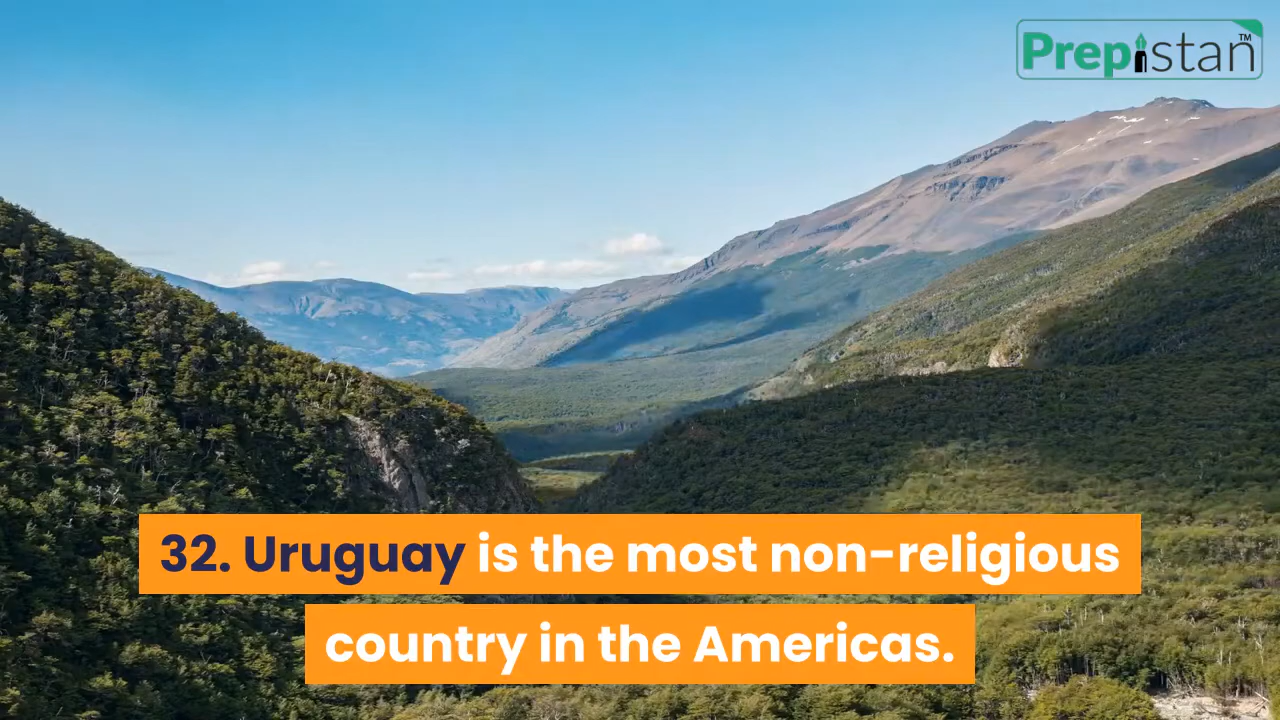 Prepistan™
32. Uruguay is the most non-religious
country in the Americas.